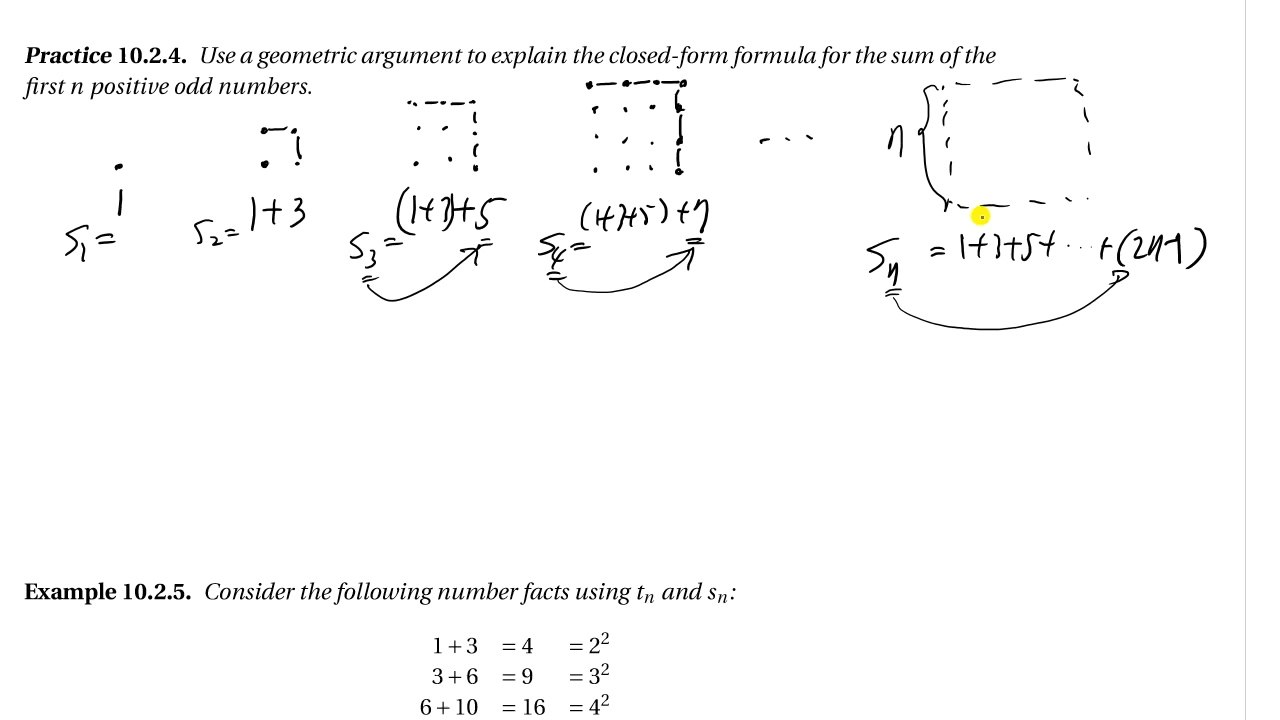 Practice 10.2.4. Use a geometric argument to explain the closed-form formula for the sum of the
first n positive odd numbers.
n
S₁ = 1
S₂ = 1+3
S₃ = (1+3)+5
S₄ = (1+3+5)+7
...
Sₙ = 1+3+5+ ... +(2n-1)
Example 10.2.5. Consider the following number facts using tₙ and sₙ:
1+3 = 4 = 2²
3+6 = 9 = 3²
6+10 = 16 = 4²